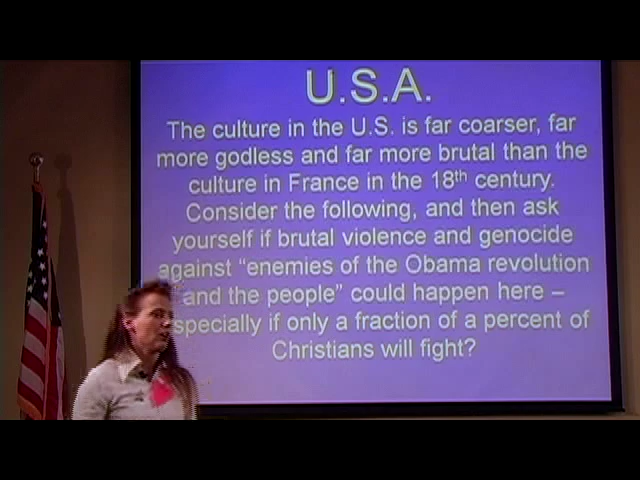 U.S.A.
The culture in the U.S. is far coarser, far
more godless and far more brutal than the
culture in France in the 18th century.
Consider the following, and then ask
yourself if brutal violence and genocide
against “enemies of the Obama revolution
and the people” could happen here –
specially if only a fraction of a percent of
Christians will fight?